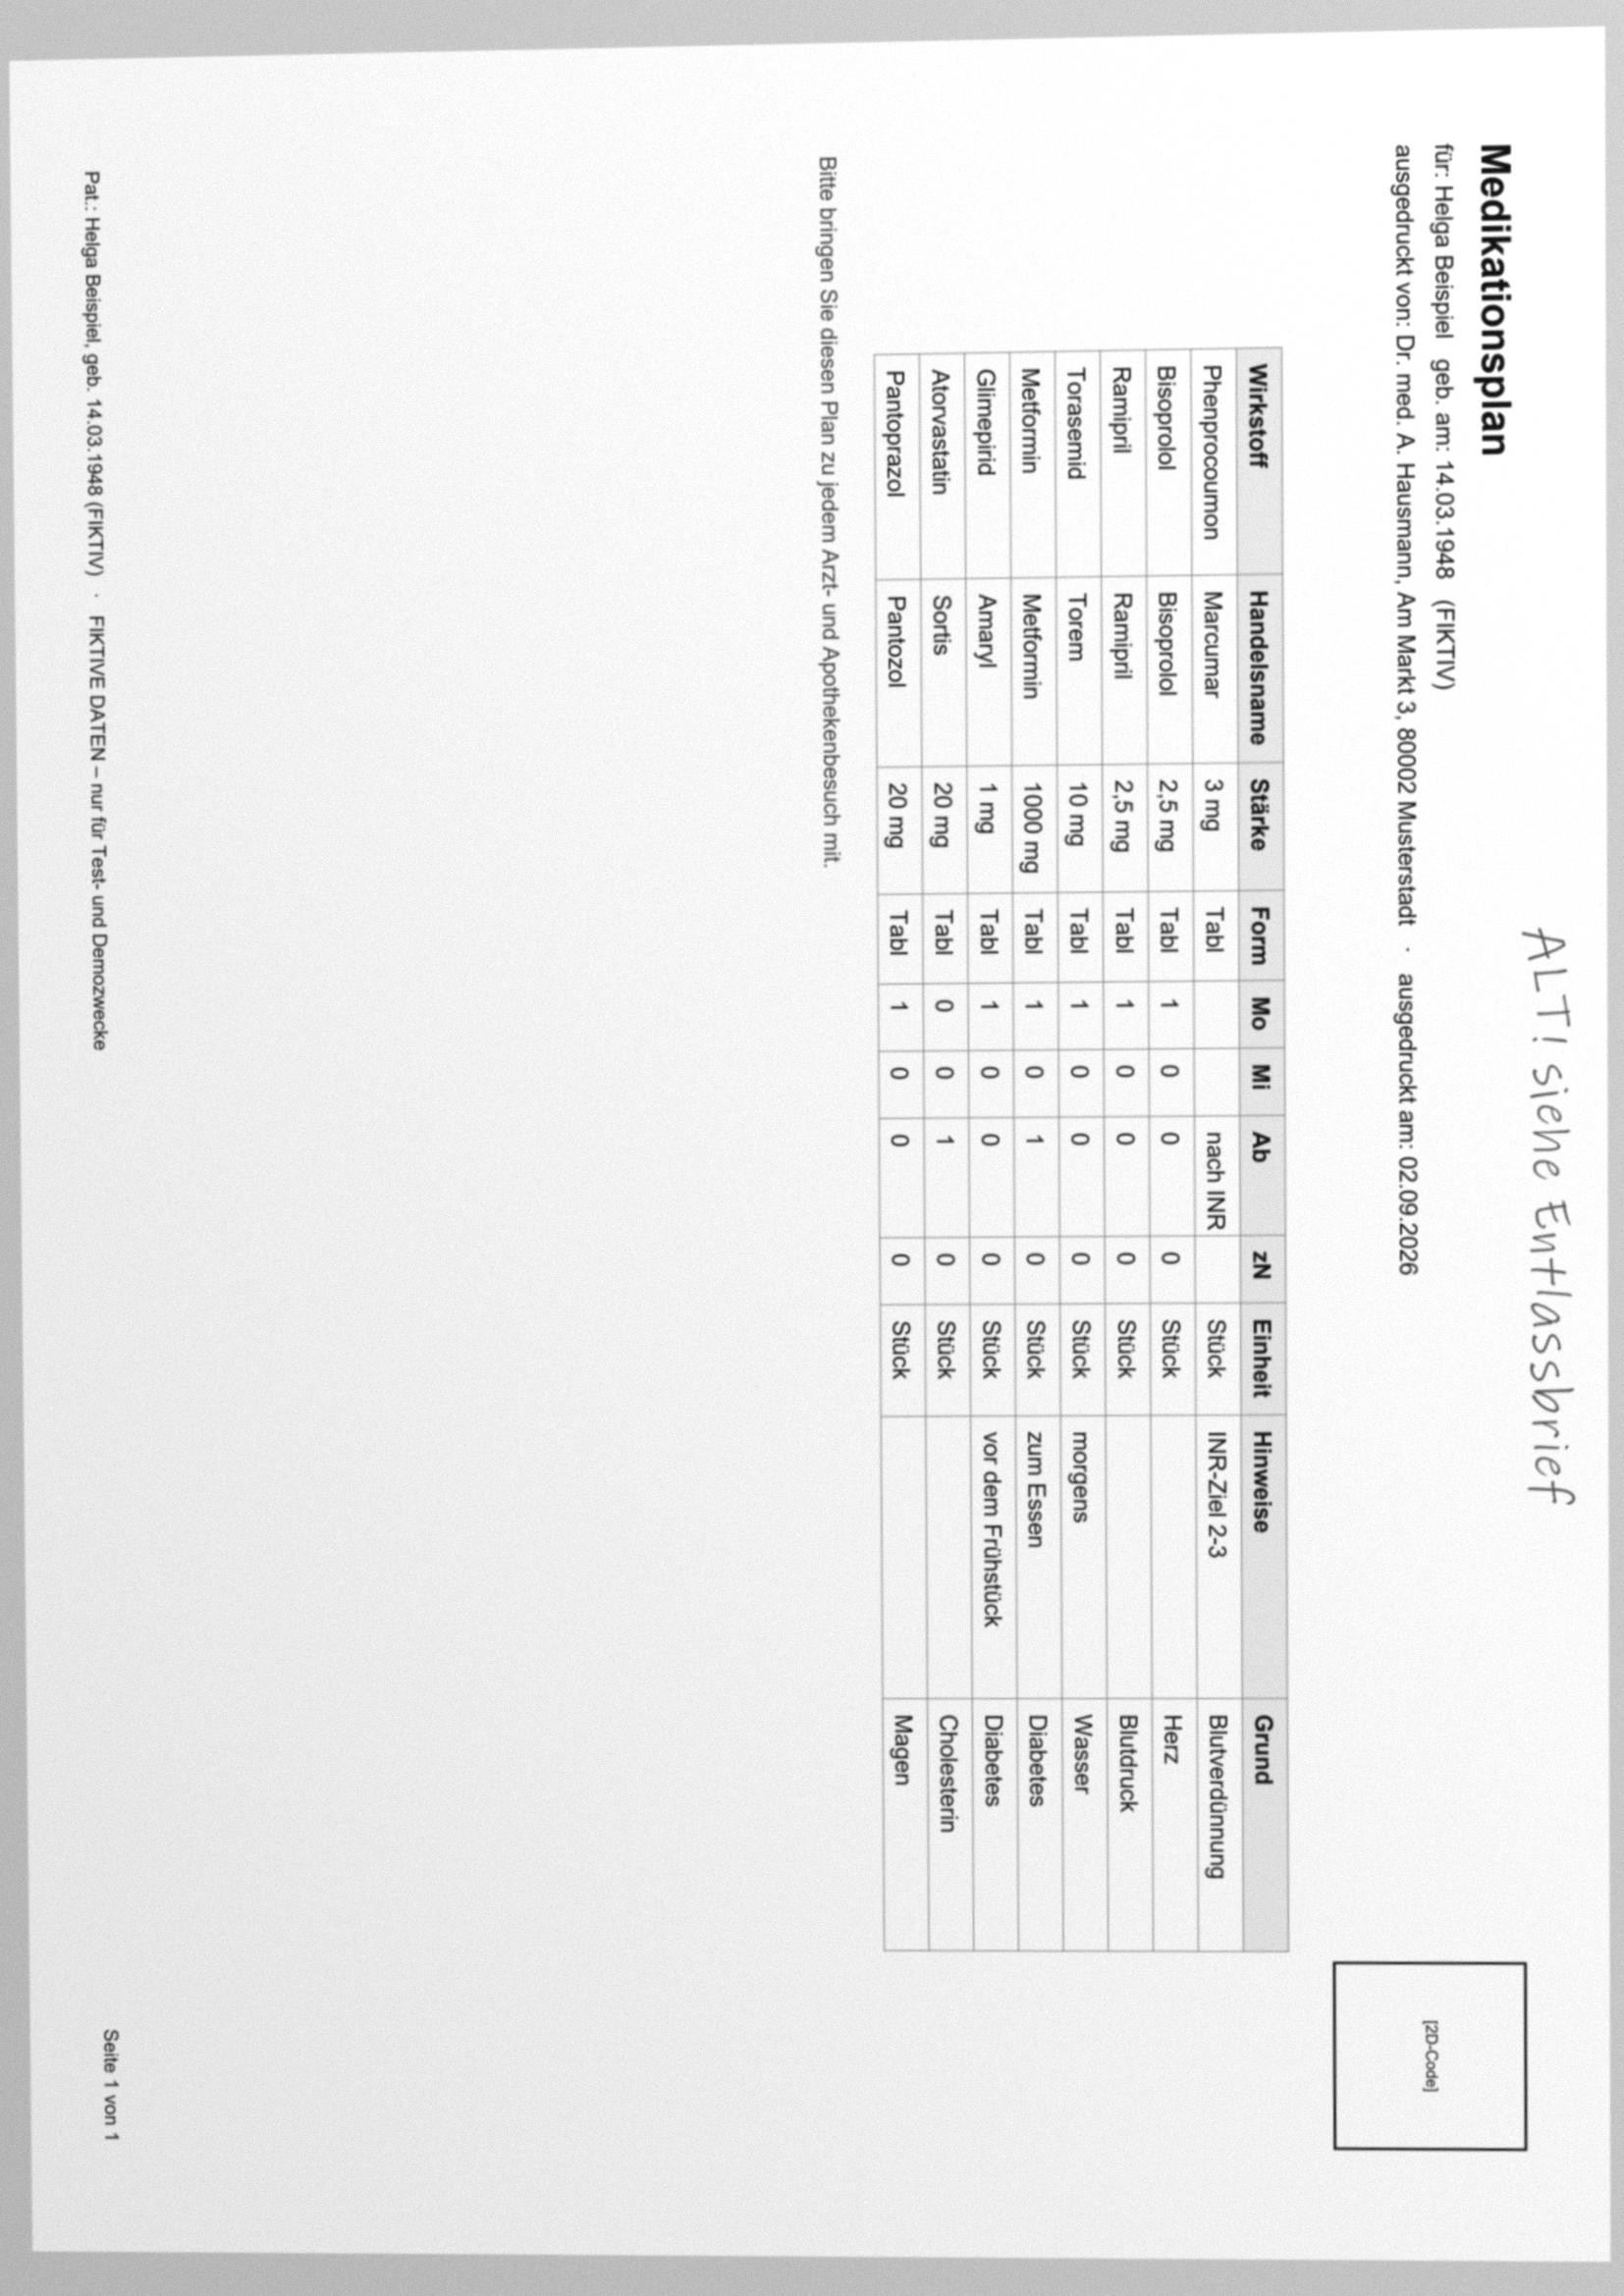 ALT! siehe Entlassbrief
Medikationsplan
für: Helga Beispiel geb. am: 14.03.1948 (FIKTIV)
ausgedruckt von: Dr. med. A. Hausmann, Am Markt 3, 80002 Musterstadt · ausgedruckt am: 02.09.2026
[2D-Code]
Wirkstoff Handelsname Stärke Form Mo Mi Ab zN Einheit Hinweise Grund
Phenprocoumon Marcumar 3 mg Tabl nach INR Stück INR-Ziel 2-3 Blutverdünnung
Bisoprolol Bisoprolol 2,5 mg Tabl 1 0 0 0 Stück Herz
Ramipril Ramipril 2,5 mg Tabl 1 0 0 0 Stück Blutdruck
Torasemid Torem 10 mg Tabl 1 0 0 0 Stück morgens Wasser
Metformin Metformin 1000 mg Tabl 1 0 1 0 Stück zum Essen Diabetes
Glimepirid Amaryl 1 mg Tabl 1 0 0 0 Stück vor dem Frühstück Diabetes
Atorvastatin Sortis 20 mg Tabl 0 0 1 0 Stück Cholesterin
Pantoprazol Pantozol 20 mg Tabl 1 0 0 0 Stück Magen
Bitte bringen Sie diesen Plan zu jedem Arzt- und Apothekenbesuch mit.
Pat.: Helga Beispiel, geb. 14.03.1948 (FIKTIV) · FIKTIVE DATEN – nur für Test- und Demozwecke
Seite 1 von 1